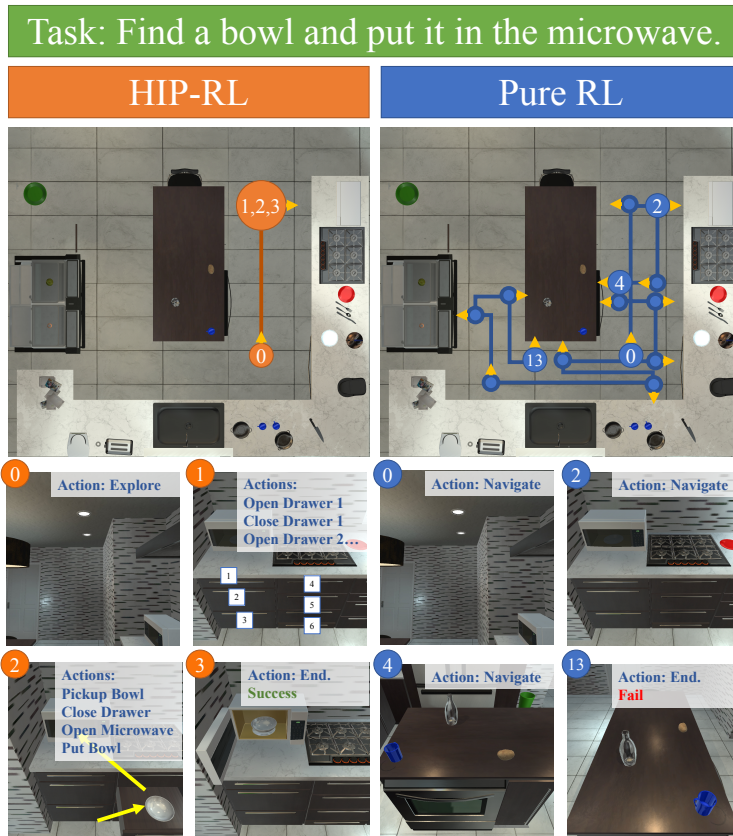 Task: Find a bowl and put it in the microwave.
HIP-RL
Pure RL
1,2,3
0
2
4
13
0
0
Action: Explore
1
Actions:
Open Drawer 1
Close Drawer 1
Open Drawer 2...
1
2
3
4
5
6
0
Action: Navigate
2
Action: Navigate
2
Actions:
Pickup Bowl
Close Drawer
Open Microwave
Put Bowl
3
Action: End.
Success
4
Action: Navigate
13
Action: End.
Fail